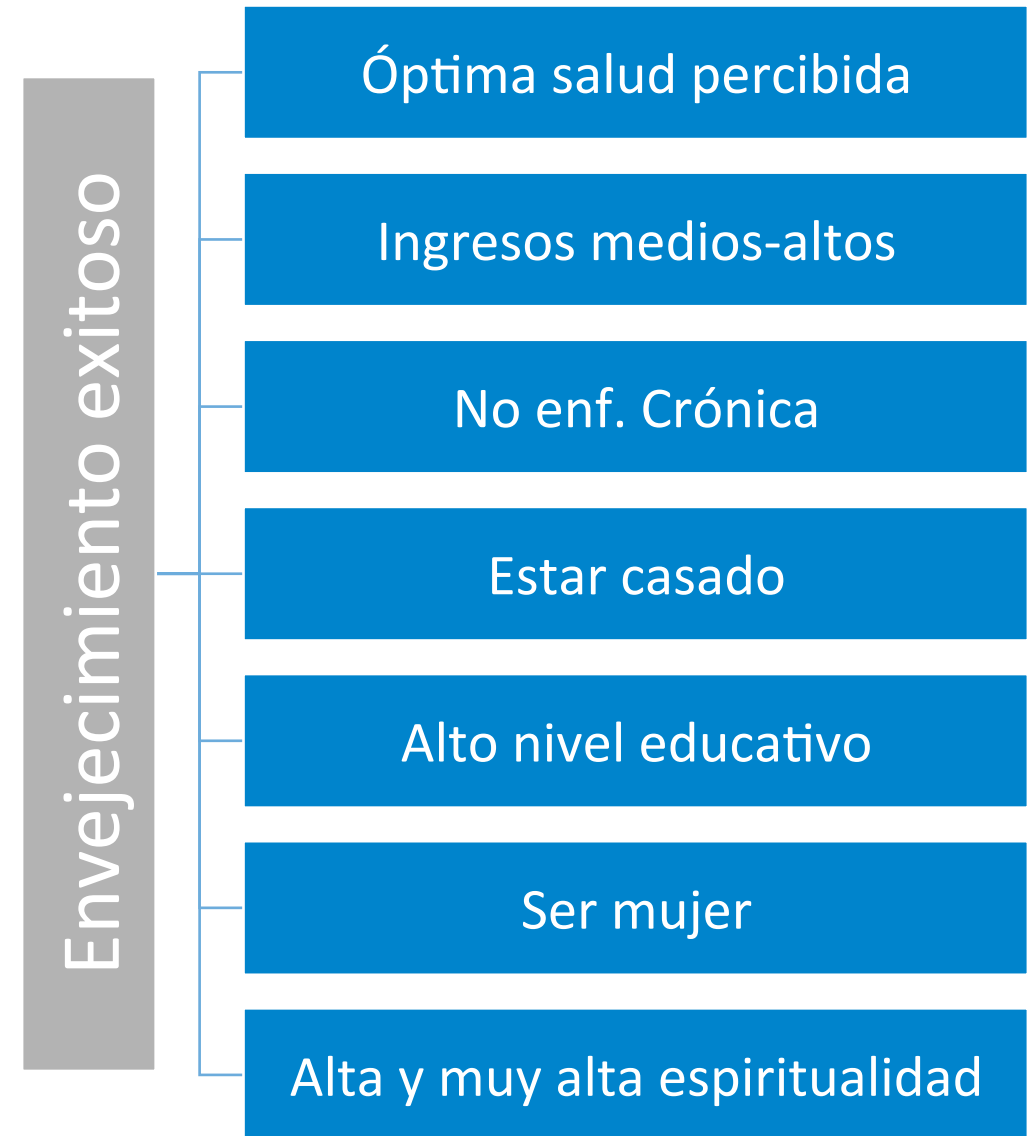 Envejecimiento exitoso
Óptima salud percibida
Ingresos medios-altos
No enf. Crónica
Estar casado
Alto nivel educativo
Ser mujer
Alta y muy alta espiritualidad